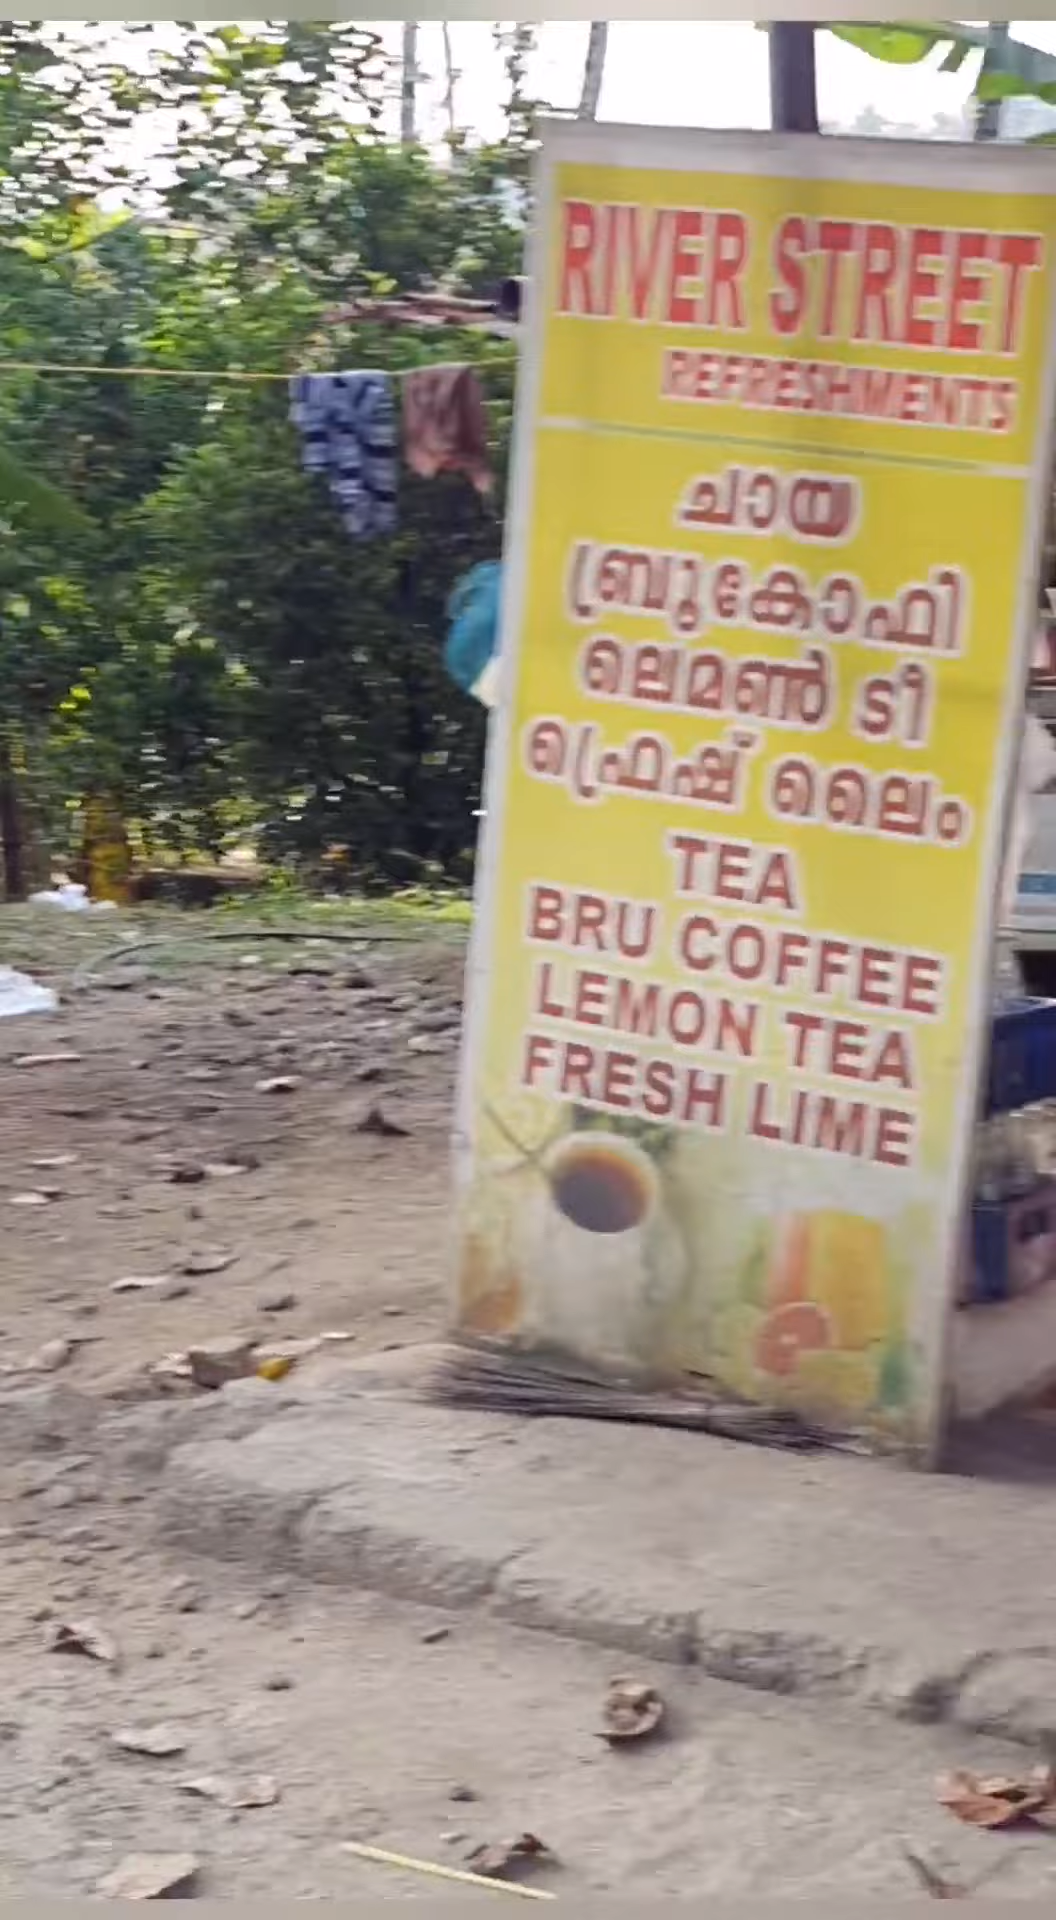 RIVER STREET
REFRESHMENTS
ചായ
ബ്രുകോഫി
ലെമൺ ടീ
ഫ്രെഷ് ലൈം
TEA
BRU COFFEE
LEMON TEA
FRESH LIME